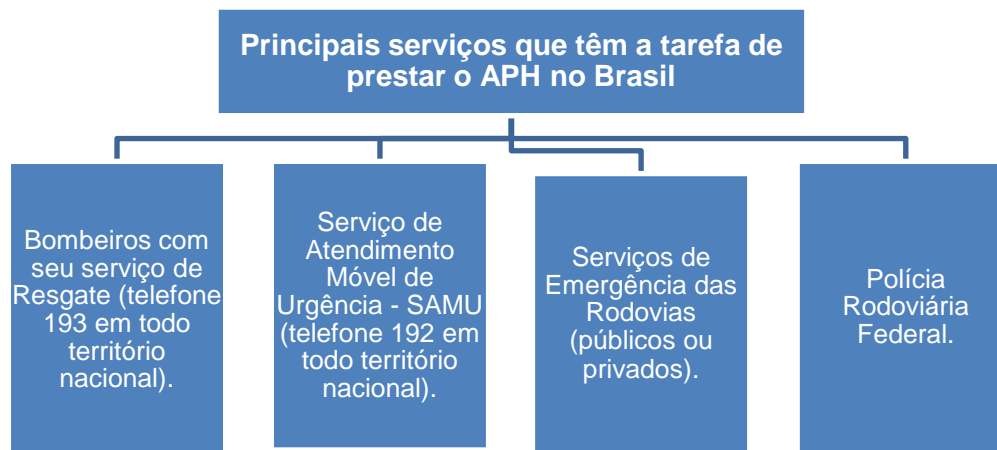 Principais serviços que têm a tarefa de
prestar o APH no Brasil
Bombeiros com
seu serviço de
Resgate (telefone
193 em todo
território
nacional).
Serviço de
Atendimento
Móvel de
Urgência - SAMU
(telefone 192 em
todo território
nacional).
Serviços de
Emergência das
Rodovias
(públicos ou
privados).
Polícia
Rodoviária
Federal.